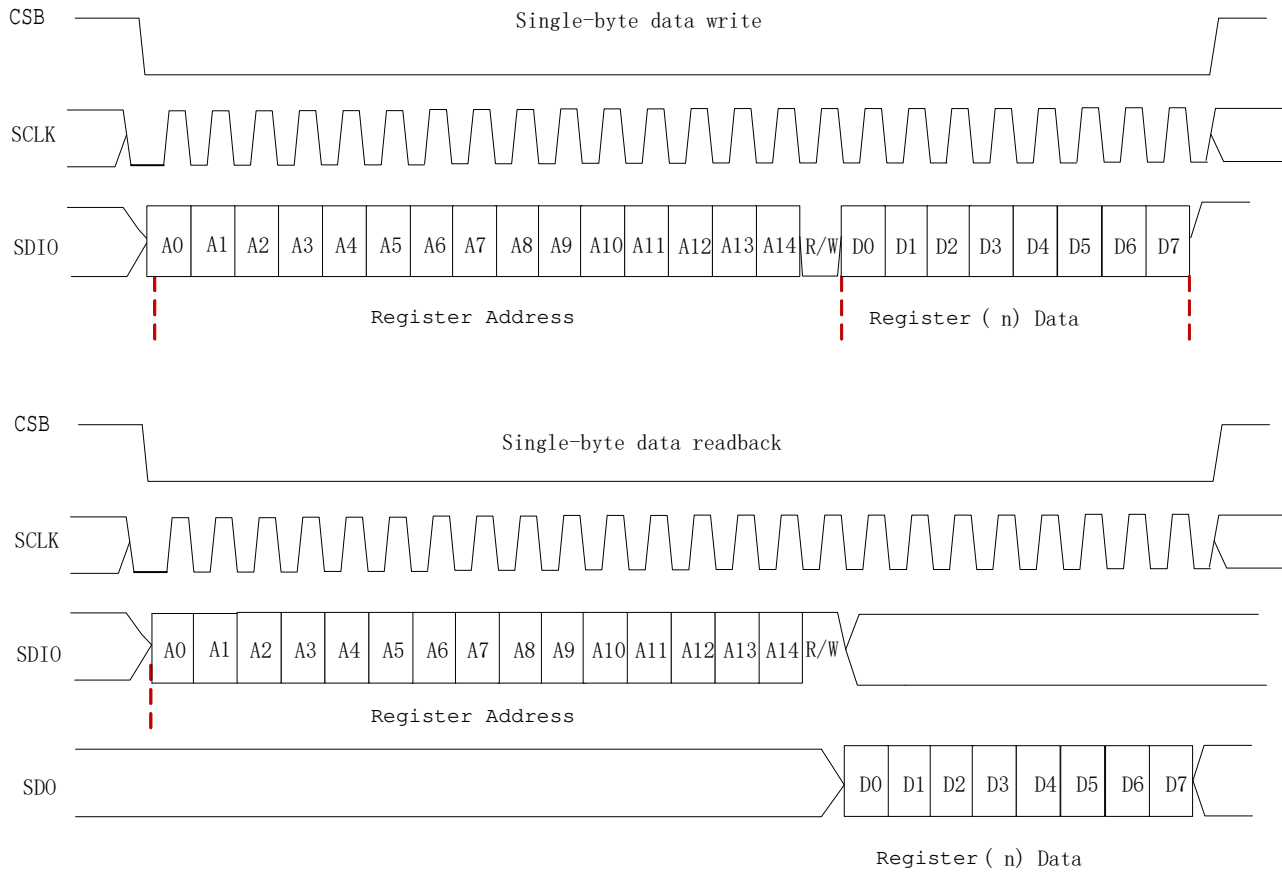 CSB
Single-byte data write
SCLK
SDIO
A0 A1 A2 A3 A4 A5 A6 A7 A8 A9 A10 A11 A12 A13 A14 R/W D0 D1 D2 D3 D4 D5 D6 D7
Register Address
Register ( n) Data
CSB
Single-byte data readback
SCLK
SDIO
A0 A1 A2 A3 A4 A5 A6 A7 A8 A9 A10 A11 A12 A13 A14 R/W
Register Address
SDO
D0 D1 D2 D3 D4 D5 D6 D7
Register ( n) Data